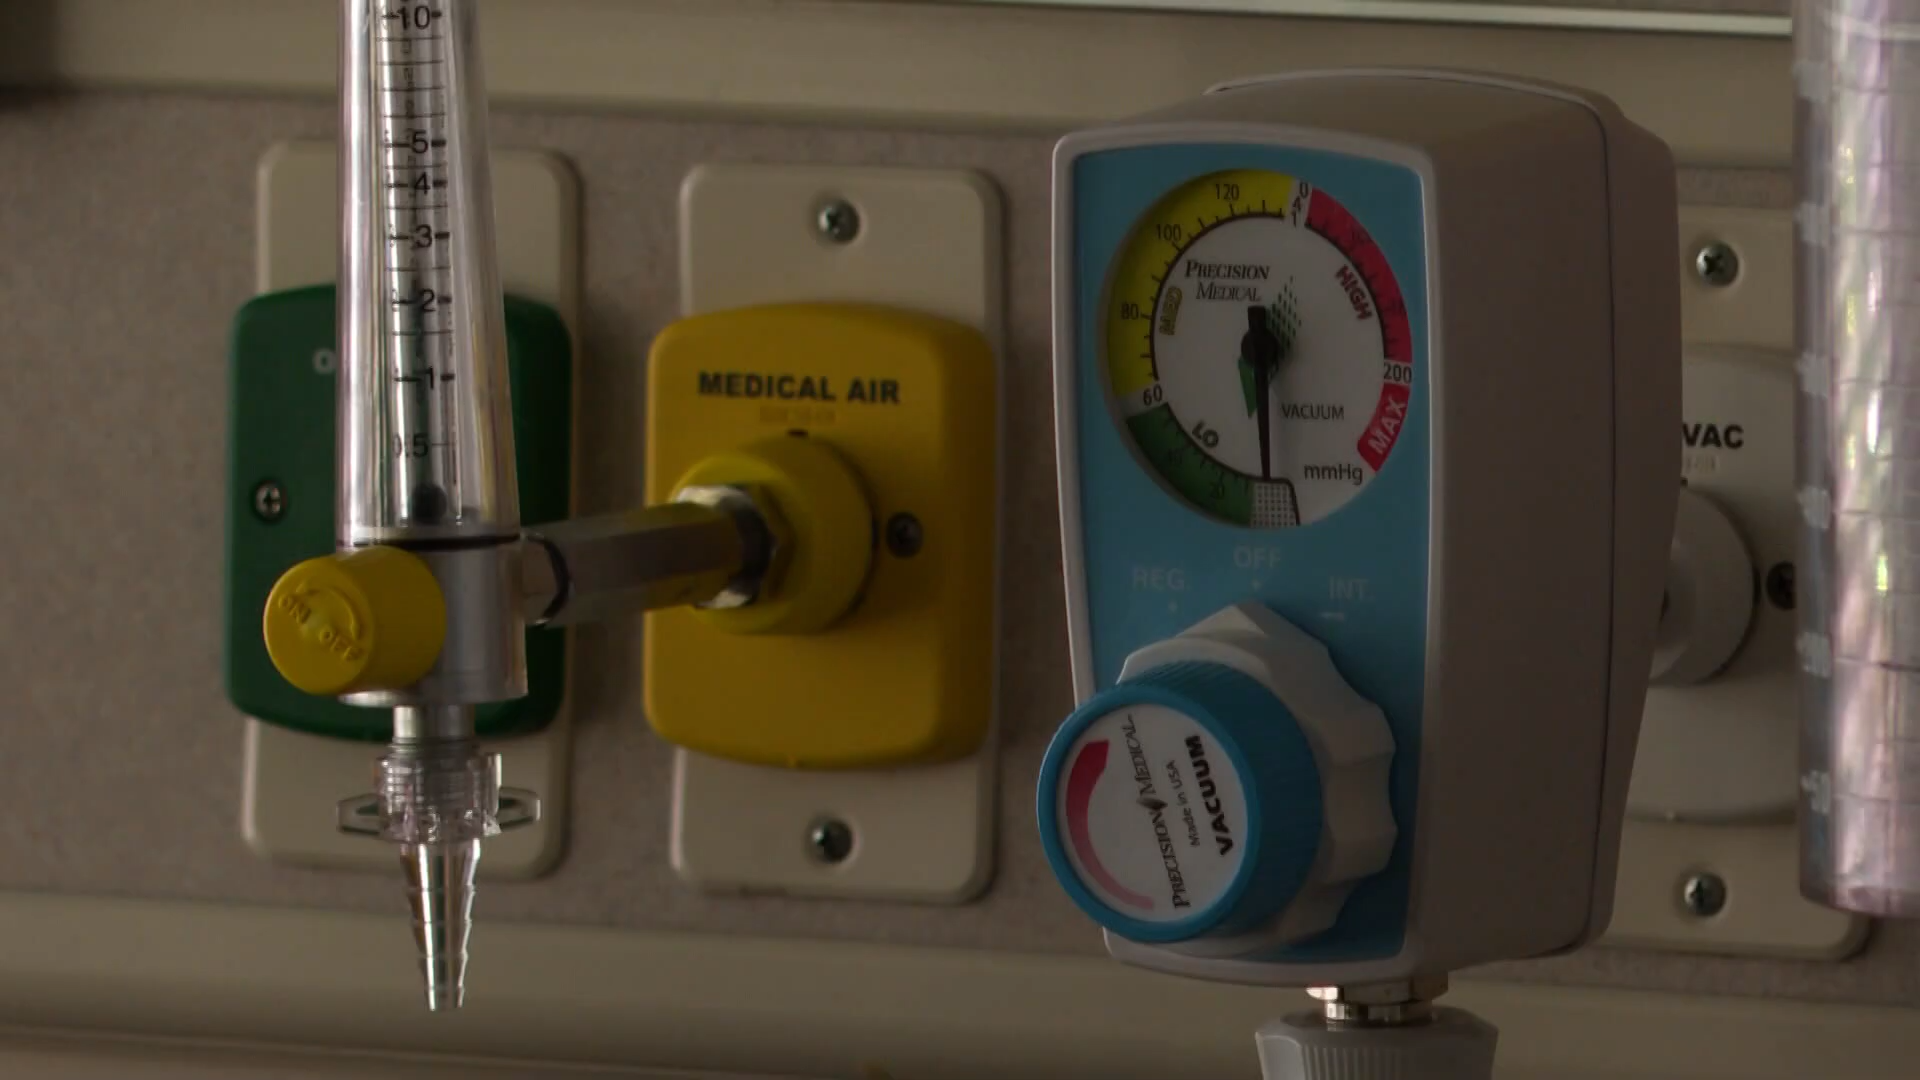 10
5
4
3
2
1
0.5
ON OFF
MEDICAL AIR
120
100
80
60
20
200
MED
LO
HIGH
MAX
PRECISION
MEDICAL
VACUUM
mmHg
REG.
OFF
INT.
PRECISION MEDICAL
Made in USA
VACUUM
VAC